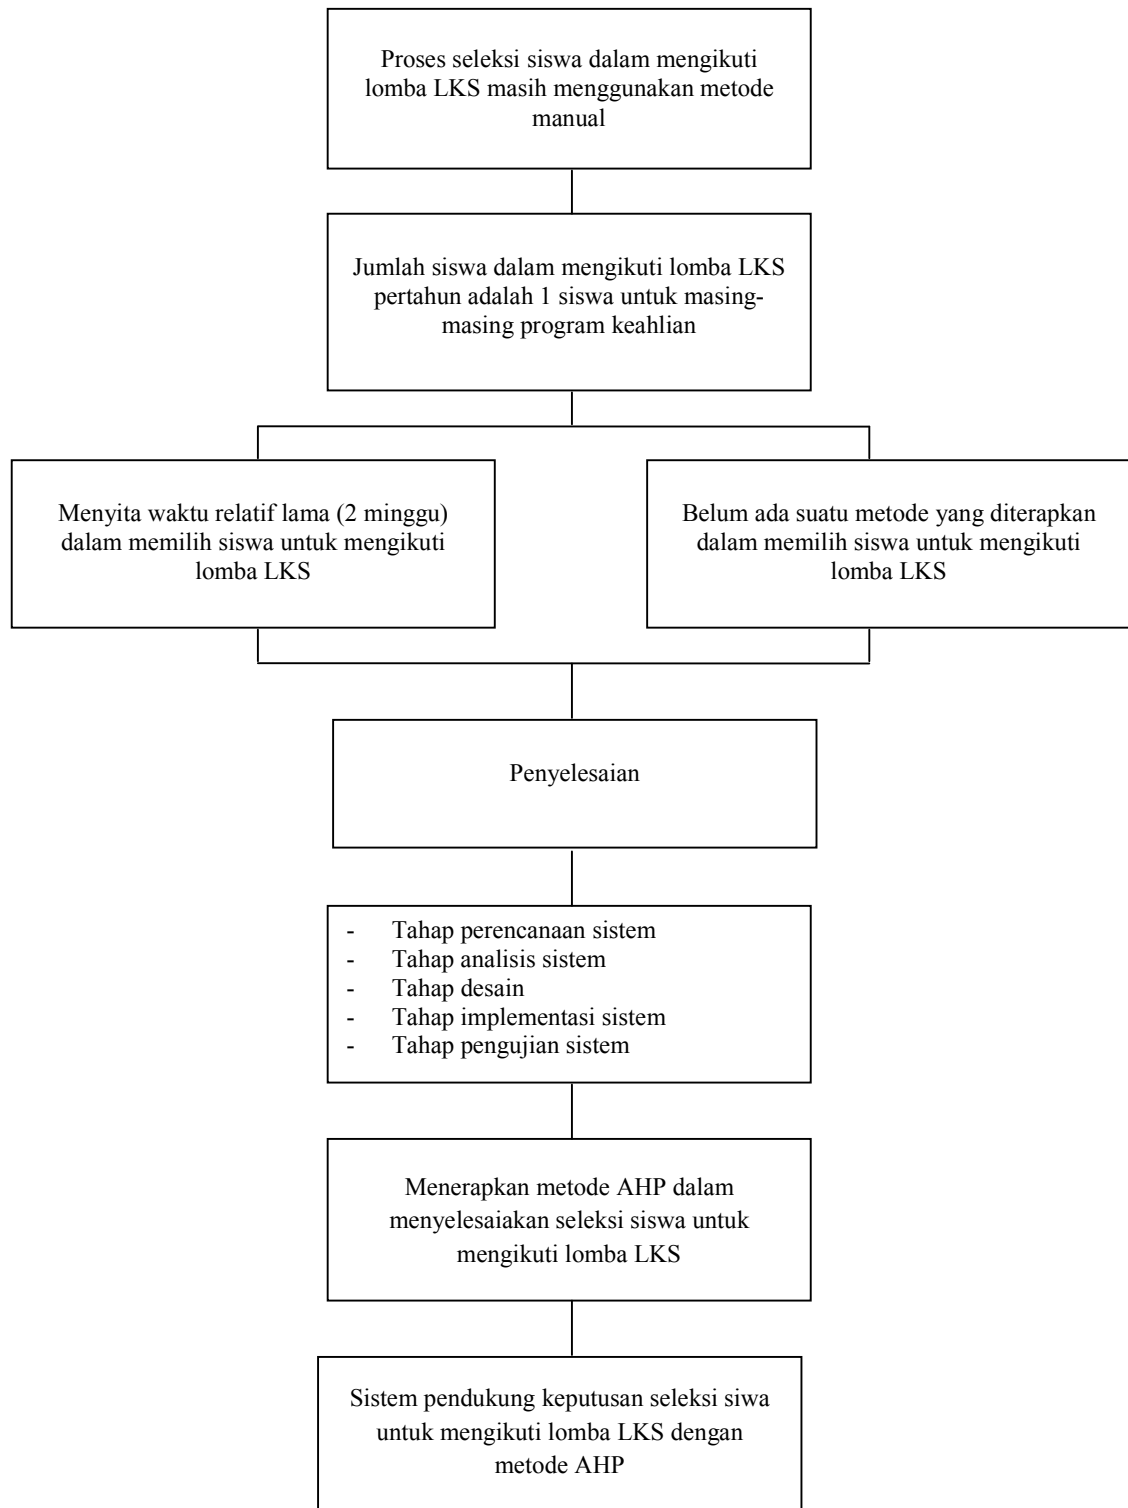 Proses seleksi siswa dalam mengikuti
lomba LKS masih menggunakan metode
manual
Jumlah siswa dalam mengikuti lomba LKS
pertahun adalah 1 siswa untuk masing-
masing program keahlian
Menyita waktu relatif lama (2 minggu)
dalam memilih siswa untuk mengikuti
lomba LKS
Belum ada suatu metode yang diterapkan
dalam memilih siswa untuk mengikuti
lomba LKS
Penyelesaian
- Tahap perencanaan sistem
- Tahap analisis sistem
- Tahap desain
- Tahap implementasi sistem
- Tahap pengujian sistem
Menerapkan metode AHP dalam
menyelesaiakan seleksi siswa untuk
mengikuti lomba LKS
Sistem pendukung keputusan seleksi siwa
untuk mengikuti lomba LKS dengan
metode AHP